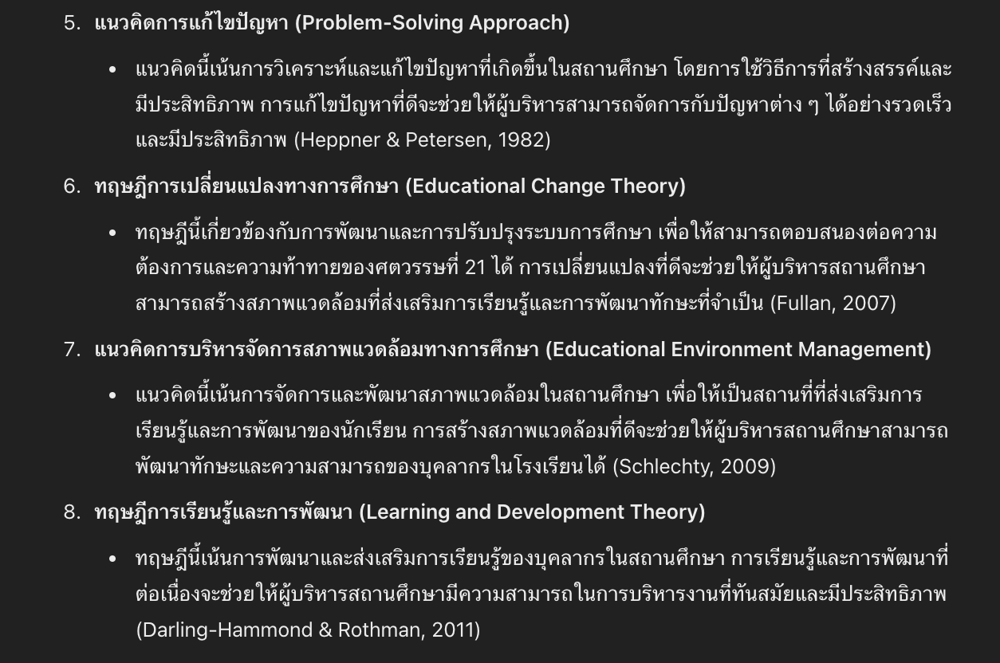 5. แนวคิดการแก้ไขปัญหา (Problem-Solving Approach)
• แนวคิดนี้เน้นการวิเคราะห์และแก้ไขปัญหาที่เกิดขึ้นในสถานศึกษา โดยการใช้วิธีการที่สร้างสรรค์และ
มีประสิทธิภาพ การแก้ไขปัญหาที่ดีจะช่วยให้ผู้บริหารสามารถจัดการกับปัญหาต่าง ๆ ได้อย่างรวดเร็ว
และมีประสิทธิภาพ (Heppner & Petersen, 1982)
6. ทฤษฎีการเปลี่ยนแปลงทางการศึกษา (Educational Change Theory)
• ทฤษฎีนี้เกี่ยวข้องกับการพัฒนาและการปรับปรุงระบบการศึกษา เพื่อให้สามารถตอบสนองต่อความ
ต้องการและความท้าทายของศตวรรษที่ 21 ได้ การเปลี่ยนแปลงที่ดีจะช่วยให้ผู้บริหารสถานศึกษา
สามารถสร้างสภาพแวดล้อมที่ส่งเสริมการเรียนรู้และการพัฒนาทักษะที่จำเป็น (Fullan, 2007)
7. แนวคิดการบริหารจัดการสภาพแวดล้อมทางการศึกษา (Educational Environment Management)
• แนวคิดนี้เน้นการจัดการและพัฒนาสภาพแวดล้อมในสถานศึกษา เพื่อให้เป็นสถานที่ที่ส่งเสริมการ
เรียนรู้และการพัฒนาของนักเรียน การสร้างสภาพแวดล้อมที่ดีจะช่วยให้ผู้บริหารสถานศึกษาสามารถ
พัฒนาทักษะและความสามารถของบุคลากรในโรงเรียนได้ (Schlechty, 2009)
8. ทฤษฎีการเรียนรู้และการพัฒนา (Learning and Development Theory)
• ทฤษฎีนี้เน้นการพัฒนาและส่งเสริมการเรียนรู้ของบุคลากรในสถานศึกษา การเรียนรู้และการพัฒนาที่
ต่อเนื่องจะช่วยให้ผู้บริหารสถานศึกษามีความสามารถในการบริหารงานที่ทันสมัยและมีประสิทธิภาพ
(Darling-Hammond & Rothman, 2011)